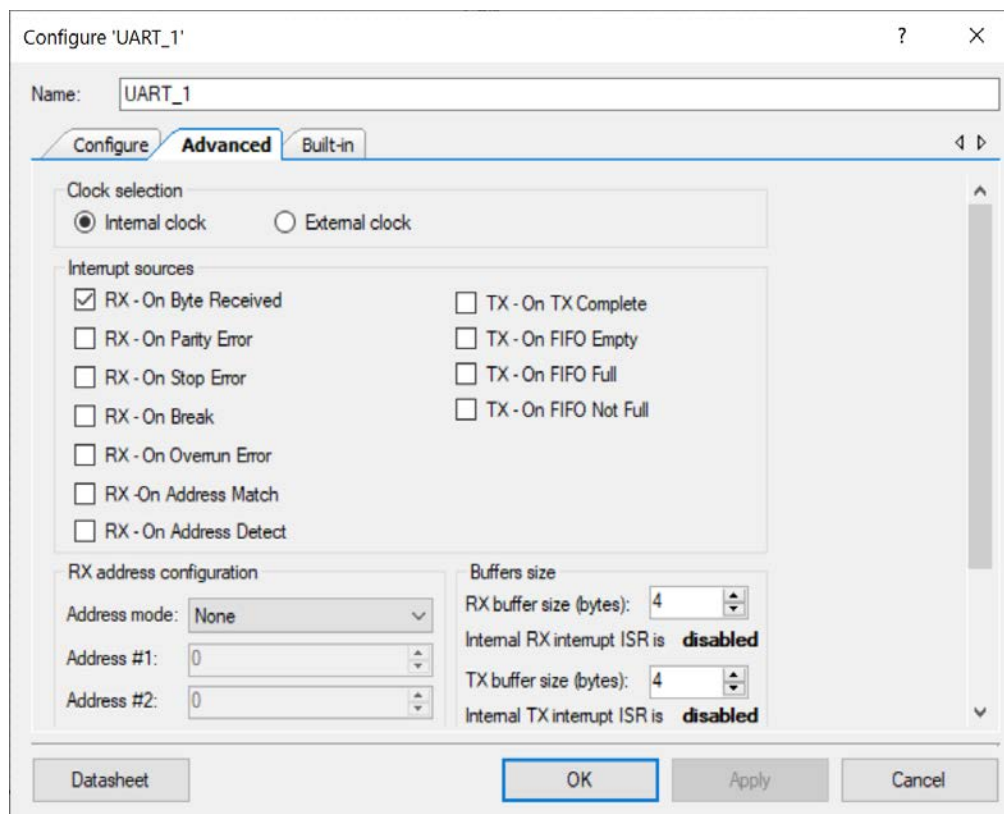 Configure 'UART_1'
?
Name: UART_1
Configure Advanced Built-in
Clock selection
Internal clock External clock
Interrupt sources
RX - On Byte Received TX - On TX Complete
RX - On Parity Error TX - On FIFO Empty
RX - On Stop Error TX - On FIFO Full
RX - On Break TX - On FIFO Not Full
RX - On Overrun Error
RX -On Address Match
RX - On Address Detect
RX address configuration
Address mode: None
Address #1: 0
Address #2: 0
Buffers size
RX buffer size (bytes): 4
Internal RX interrupt ISR is disabled
TX buffer size (bytes): 4
Internal TX interrupt ISR is disabled
Datasheet OK Apply Cancel